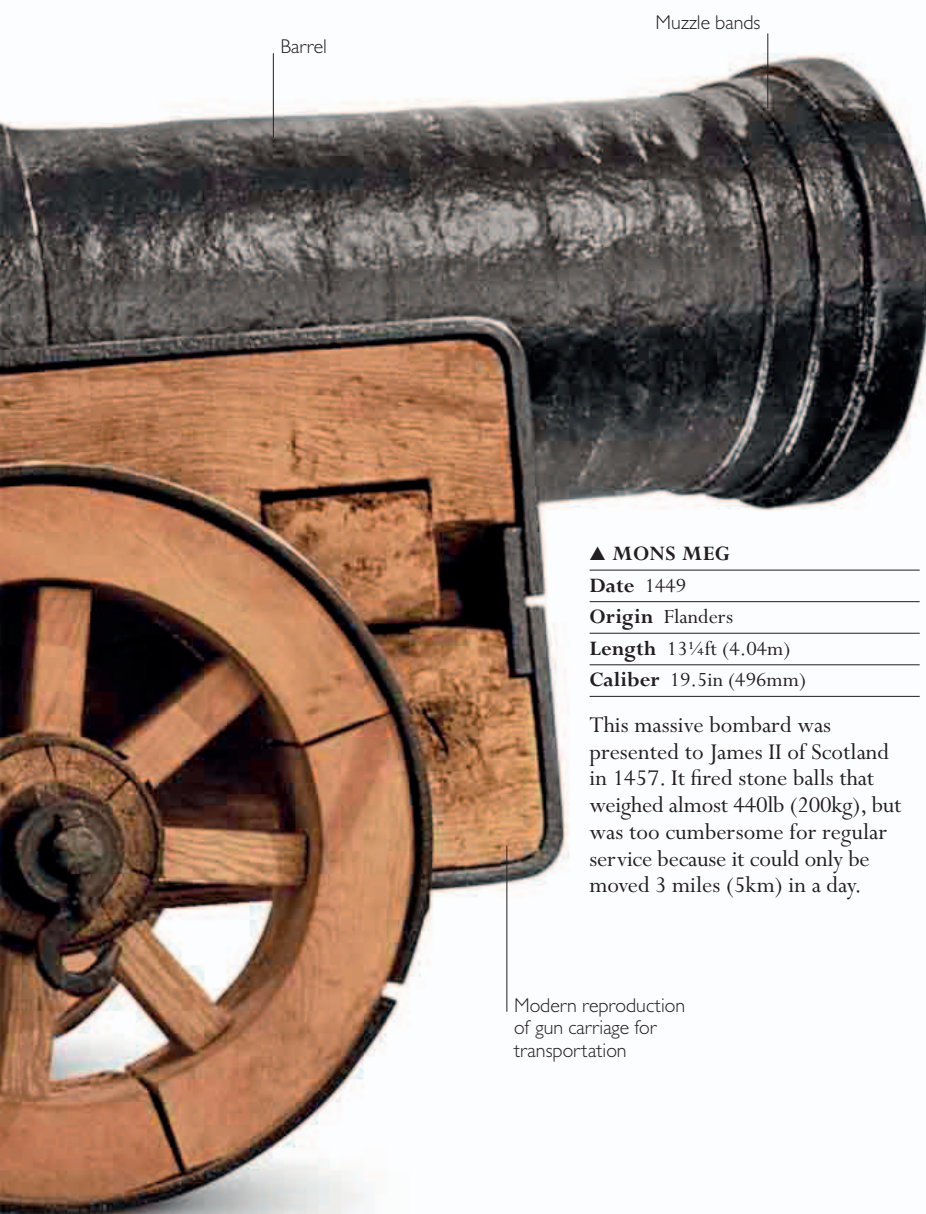 Muzzle bands
Barrel
▲ MONS MEG
Date 1449
Origin Flanders
Length 13¼ft (4.04m)
Caliber 19.5in (496mm)
This massive bombard was
presented to James II of Scotland
in 1457. It fired stone balls that
weighed almost 440lb (200kg), but
was too cumbersome for regular
service because it could only be
moved 3 miles (5km) in a day.
Modern reproduction
of gun carriage for
transportation